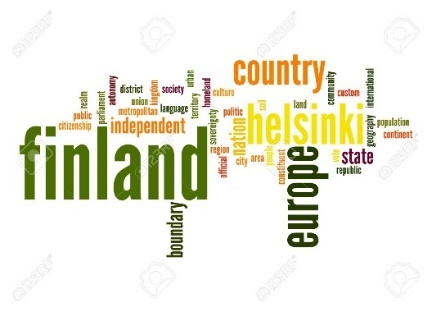 country
urban
culture
homeland
society
kingdom
language
territory
district
union
metropolitan
autonomy
parliament
realm
public
citizenship
independent
sovereignty
politic
soil
land
community
custom
international
population
continent
geography
helsinki
nation
finland
region
official
city
area
people
constituent
state
republic
europe
boundary